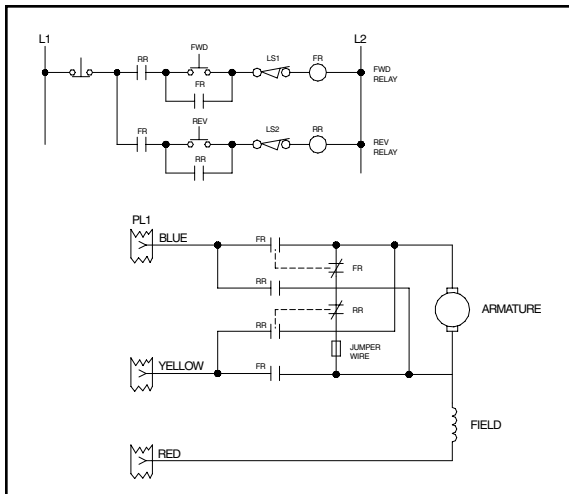 L1
L2
FWD
RR
LS1
FR
FWD
RELAY
FR
REV
FR
LS2
RR
REV
RELAY
RR
PL1
BLUE
FR
FR
RR
ARMATURE
RR
RR
JUMPER
WIRE
YELLOW
FR
FIELD
RED